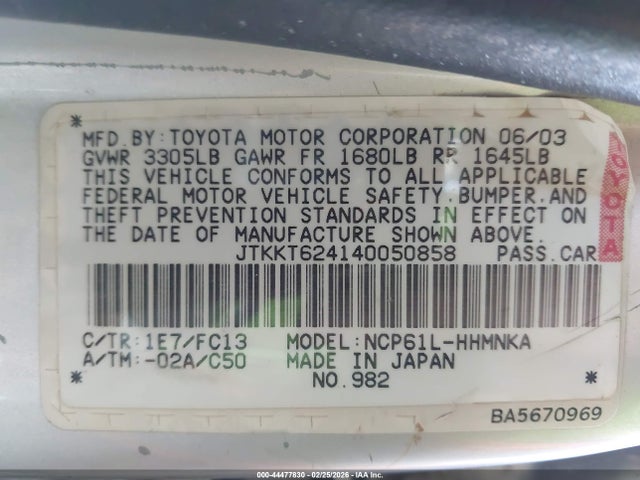 * MFD. BY: TOYOTA MOTOR CORPORATION 06/03
GVWR 3305LB GAWR FR 1680LB RR 1645LB
THIS VEHICLE CONFORMS TO ALL APPLICABLE
FEDERAL MOTOR VEHICLE SAFETY.BUMPER.AND
THEFT PREVENTION STANDARDS IN EFFECT ON
THE DATE OF MANUFACTURE SHOWN ABOVE.
JTKKT624140050858 PASS.CAR
TOYOTA
C/TR:1E7/FC13 MODEL:NCP61L-HHMNKA
A/TM:-02A/C50 MADE IN JAPAN
* NO.982 *
BA5670969
000-44477830 - 02/25/2026 - IAA, Inc.